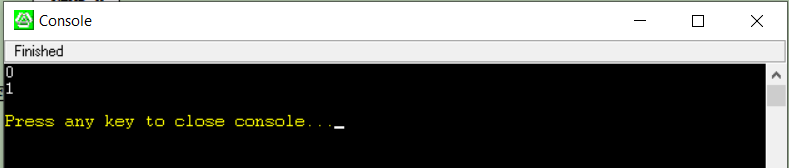 Console
Finished
0
1
Press any key to close console..._